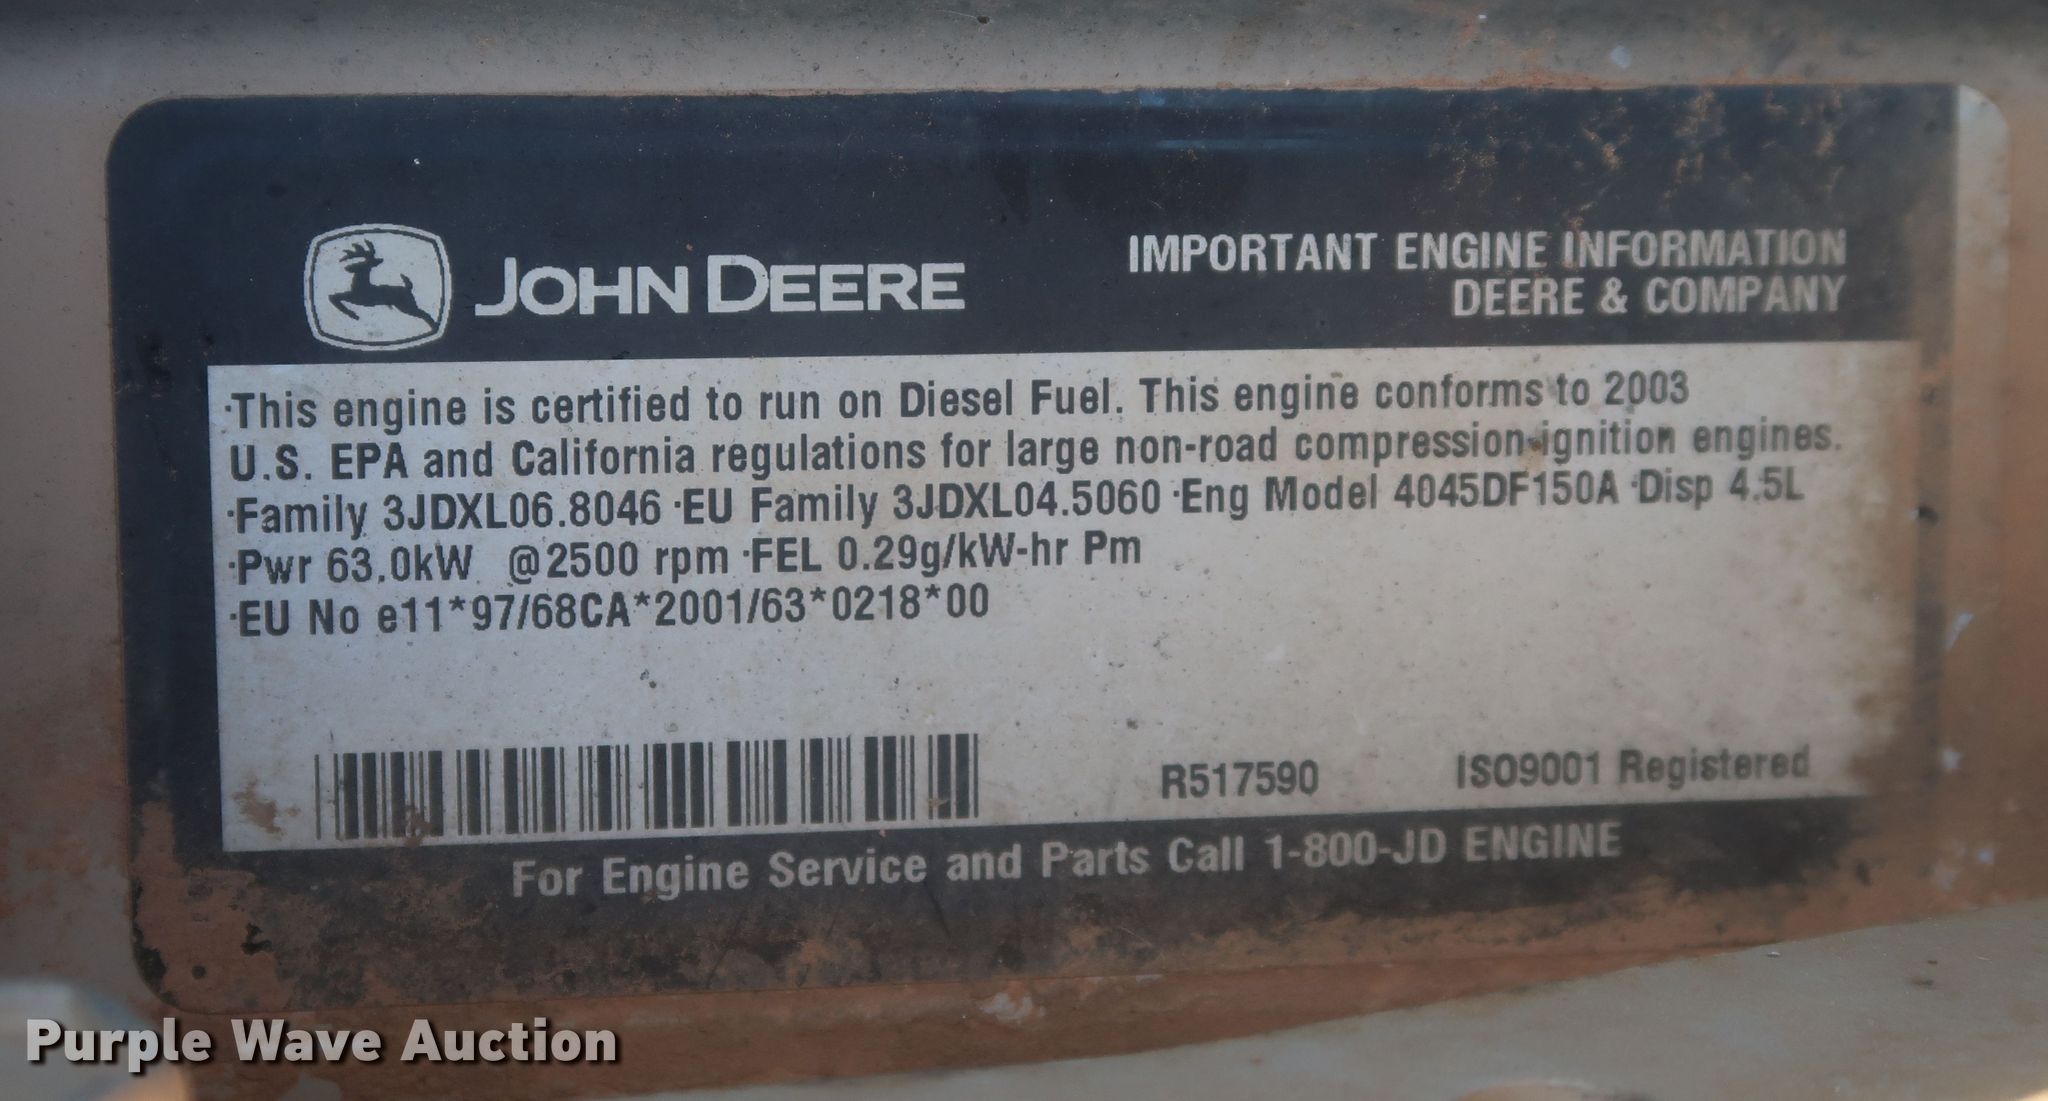 JOHN DEERE
IMPORTANT ENGINE INFORMATION
DEERE & COMPANY
·This engine is certified to run on Diesel Fuel. This engine conforms to 2003
U.S. EPA and California regulations for large non-road compression-ignition engines.
·Family 3JDXL06.8046 ·EU Family 3JDXL04.5060 ·Eng Model 4045DF150A ·Disp 4.5L
·Pwr 63.0kW @2500 rpm ·FEL 0.29g/kW-hr Pm
·EU No e11*97/68CA*2001/63*0218*00
R517590 ISO9001 Registered
For Engine Service and Parts Call 1-800-JD ENGINE
Purple Wave Auction